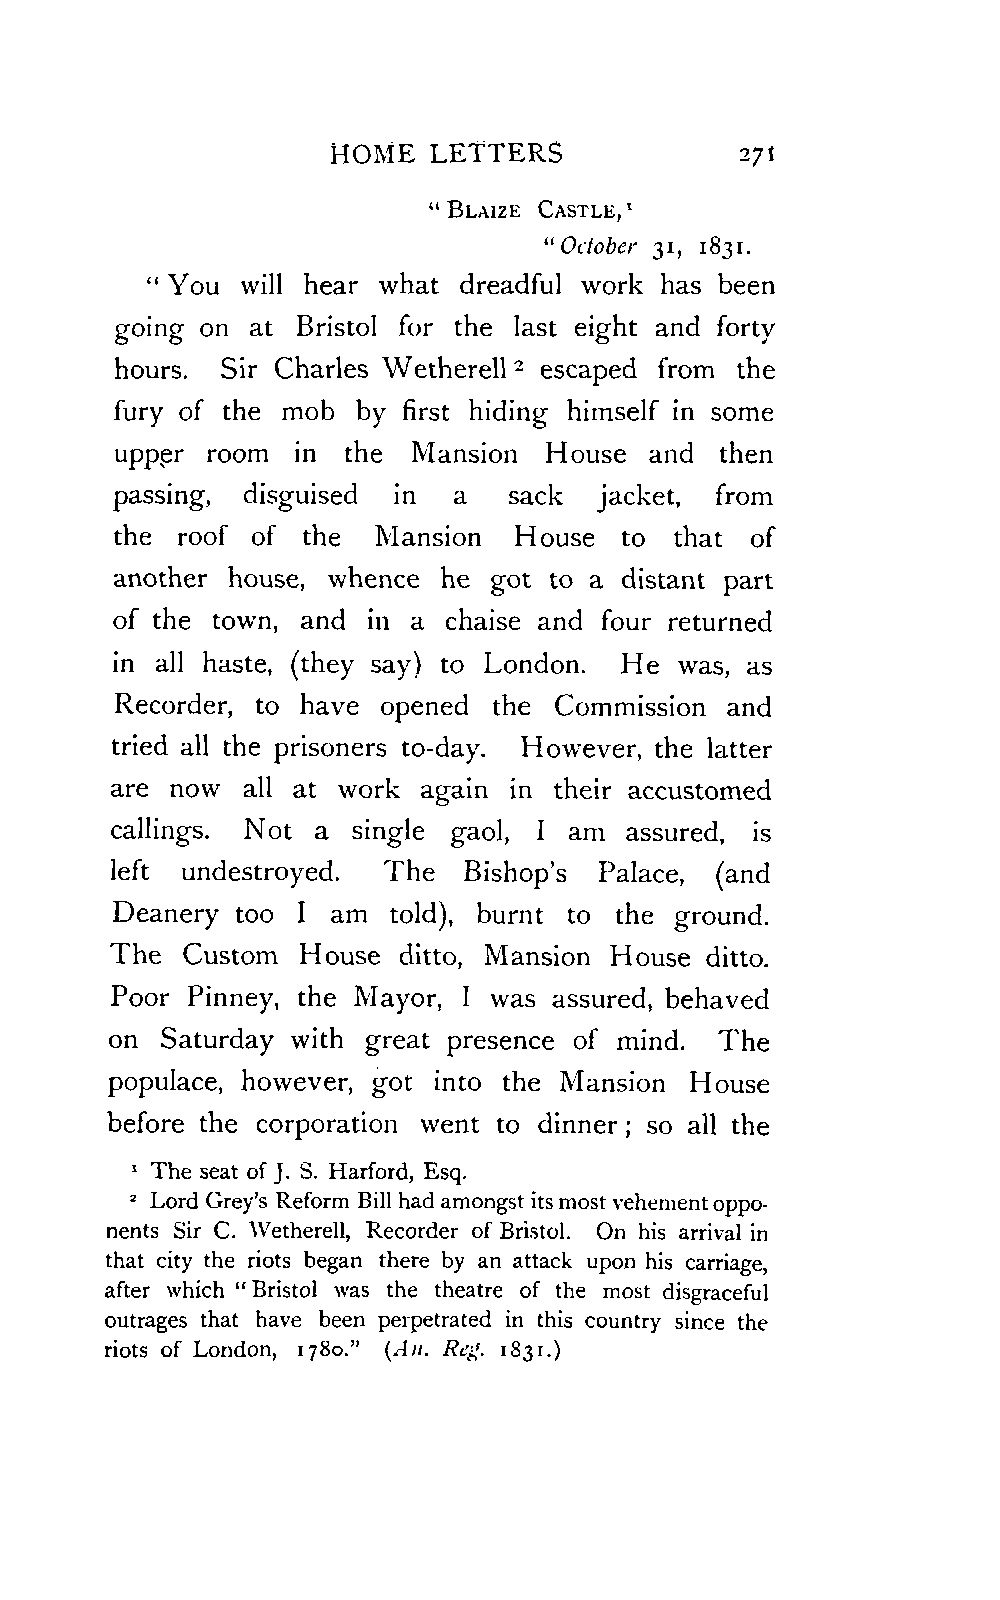 HOME LETTERS 271
“ BLAIZE CASTLE,¹
“ October 31, 1831.
“ You will hear what dreadful work has been
going on at Bristol for the last eight and forty
hours. Sir Charles Wetherell ² escaped from the
fury of the mob by first hiding himself in some
upper room in the Mansion House and then
passing, disguised in a sack jacket, from
the roof of the Mansion House to that of
another house, whence he got to a distant part
of the town, and in a chaise and four returned
in all haste, (they say) to London. He was, as
Recorder, to have opened the Commission and
tried all the prisoners to-day. However, the latter
are now all at work again in their accustomed
callings. Not a single gaol, I am assured, is
left undestroyed. The Bishop's Palace, (and
Deanery too I am told), burnt to the ground.
The Custom House ditto, Mansion House ditto.
Poor Pinney, the Mayor, I was assured, behaved
on Saturday with great presence of mind. The
populace, however, got into the Mansion House
before the corporation went to dinner ; so all the
¹ The seat of J. S. Harford, Esq.
² Lord Grey's Reform Bill had amongst its most vehement oppo-
nents Sir C. Wetherell, Recorder of Bristol. On his arrival in
that city the riots began there by an attack upon his carriage,
after which “ Bristol was the theatre of the most disgraceful
outrages that have been perpetrated in this country since the
riots of London, 1780.” (An. Reg. 1831.)